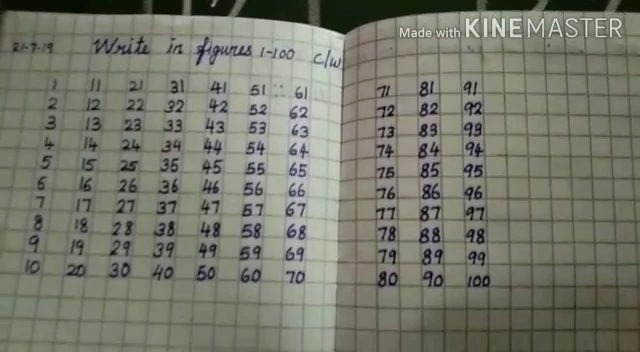 Made with KINEMASTER
21-7-19 Write in figures 1-100 c/w
1 11 21 31 41 51 61 71 81 91
2 12 22 32 42 52 62 72 82 92
3 13 23 33 43 53 63 73 83 93
4 14 24 34 44 54 64 74 84 94
5 15 25 35 45 55 65 75 85 95
6 16 26 36 46 56 66 76 86 96
7 17 27 37 47 57 67 77 87 97
8 18 28 38 48 58 68 78 88 98
9 19 29 39 49 59 69 79 89 99
10 20 30 40 50 60 70 80 90 100